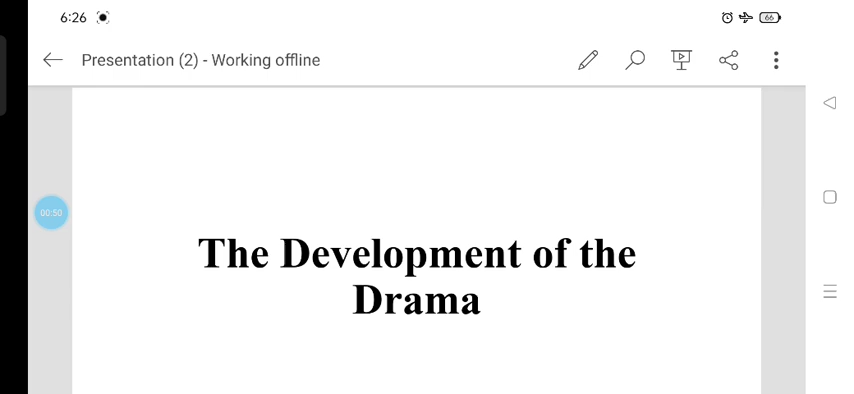 6:26
66
Presentation (2) - Working offline
00:50
The Development of the
Drama